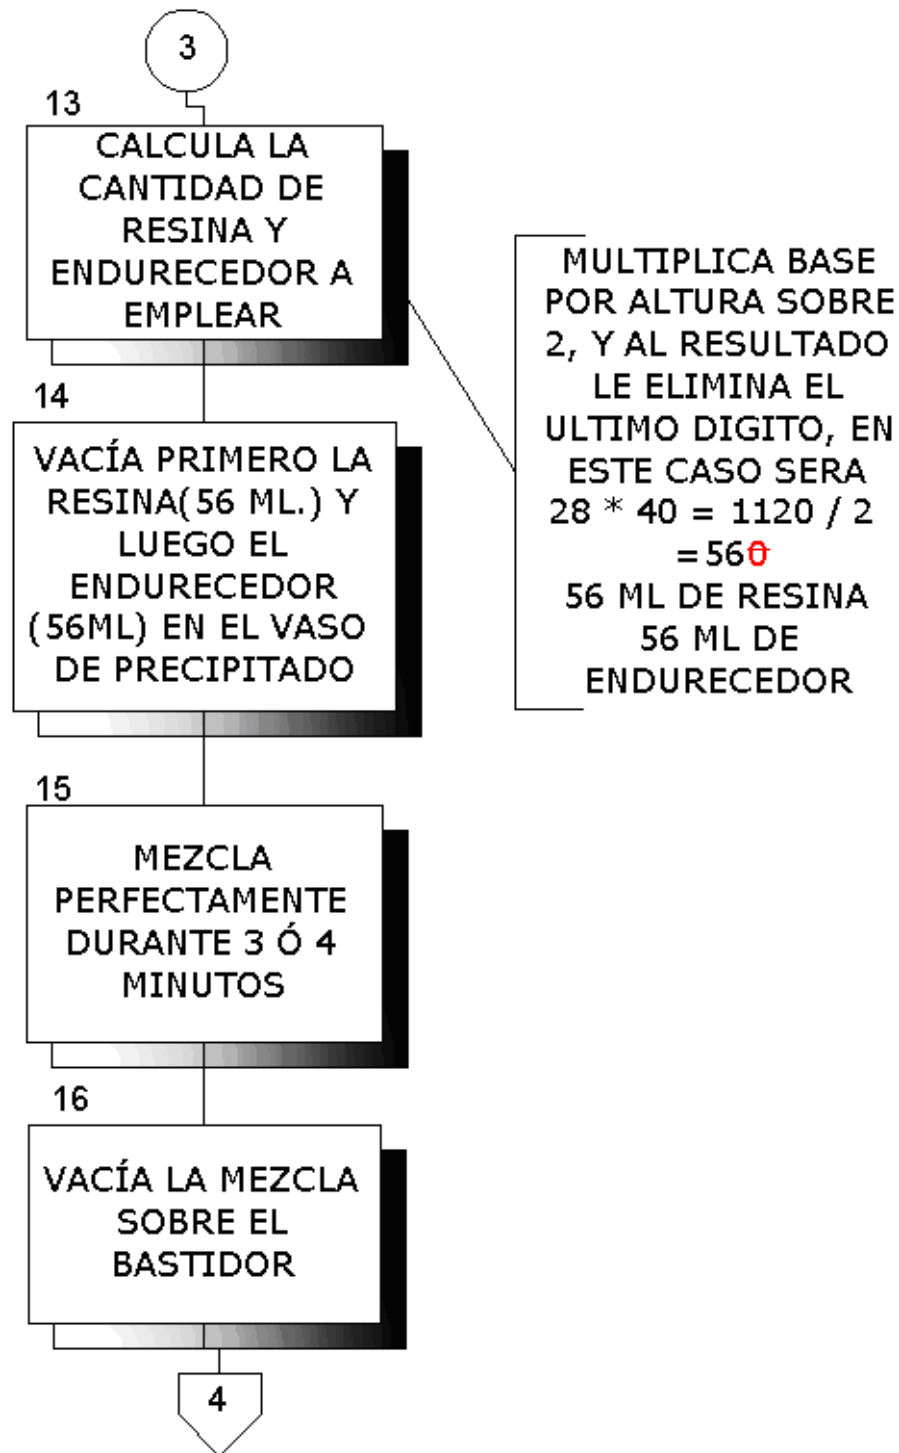 3
13
CALCULA LA
CANTIDAD DE
RESINA Y
ENDURECEDOR A
EMPLEAR
MULTIPLICA BASE
POR ALTURA SOBRE
2, Y AL RESULTADO
LE ELIMINA EL
ULTIMO DIGITO, EN
ESTE CASO SERA
28 * 40 = 1120 / 2
=560
56 ML DE RESINA
56 ML DE
ENDURECEDOR
14
VACÍA PRIMERO LA
RESINA(56 ML.) Y
LUEGO EL
ENDURECEDOR
(56ML) EN EL VASO
DE PRECIPITADO
15
MEZCLA
PERFECTAMENTE
DURANTE 3 Ó 4
MINUTOS
16
VACÍA LA MEZCLA
SOBRE EL
BASTIDOR
4